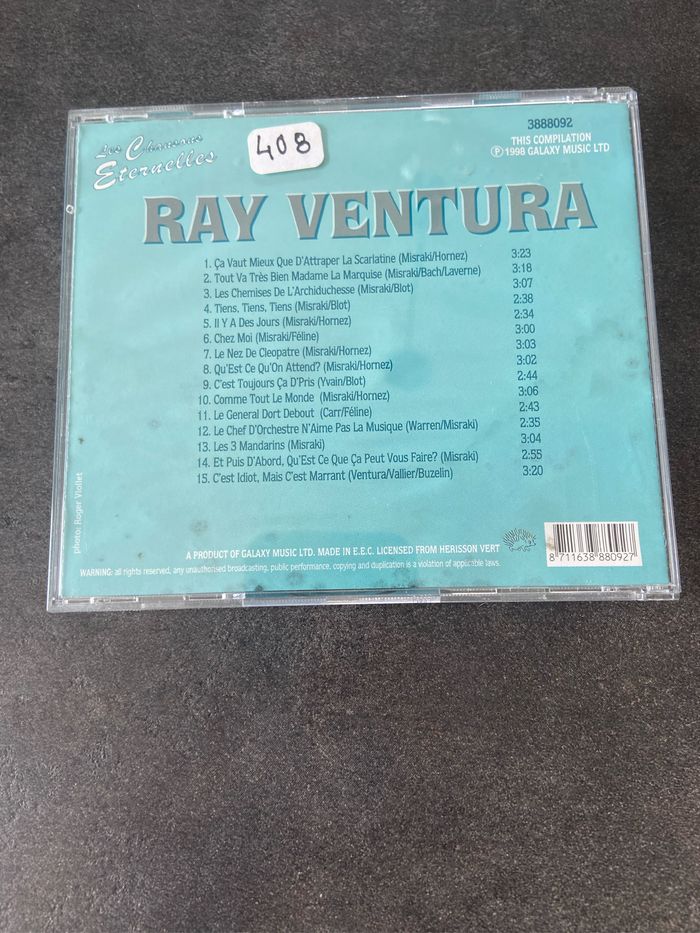 Les Chansons
Eternelles
408
3888092
THIS COMPILATION
℗ 1998 GALAXY MUSIC LTD
RAY VENTURA
1. Ça Vaut Mieux Que D'Attraper La Scarlatine (Misraki/Hornez) 3:23
2. Tout Va Très Bien Madame La Marquise (Misraki/Bach/Laverne) 3:18
3. Les Chemises De L'Archiduchesse (Misraki/Blot) 3:07
4. Tiens, Tiens, Tiens (Misraki/Blot) 2:38
5. Il Y A Des Jours (Misraki/Hornez) 2:34
6. Chez Moi (Misraki/Féline) 3:00
7. Le Nez De Cleopatre (Misraki/Hornez) 3:03
8. Qu'Est Ce Qu'On Attend? (Misraki/Hornez) 3:02
9. C'est Toujours Ça D'Pris (Yvain/Blot) 2:44
10. Comme Tout Le Monde (Misraki/Hornez) 3:06
11. Le General Dort Debout (Carr/Féline) 2:43
12. Le Chef D'Orchestre N'Aime Pas La Musique (Warren/Misraki) 2:35
13. Les 3 Mandarins (Misraki) 3:04
14. Et Puis D'Abord, Qu'Est Ce Que Ça Peut Vous Faire? (Misraki) 2:55
15. C'est Idiot, Mais C'est Marrant (Ventura/Vallier/Buzelin) 3:20
photo: Roger Viollet
A PRODUCT OF GALAXY MUSIC LTD. MADE IN E.E.C. LICENSED FROM HERISSON VERT
WARNING: all rights reserved, any unauthorised broadcasting, public performance, copying and duplication is a violation of applicable laws.
8 711638 880927